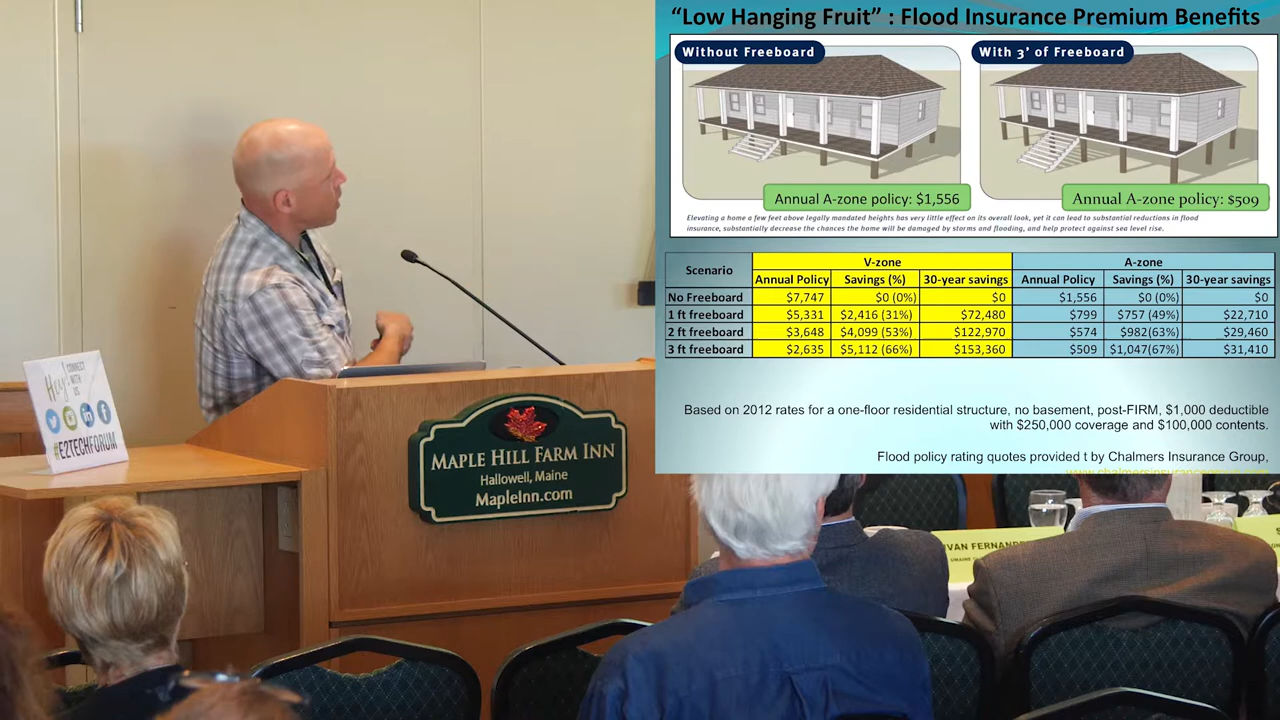 “Low Hanging Fruit” : Flood Insurance Premium Benefits
Without Freeboard
With 3' of Freeboard
Annual A-zone policy: $1,556
Annual A-zone policy: $509
Elevating a home a few feet above legally mandated heights has very little effect on its overall look, yet it can lead to substantial reductions in flood
insurance, substantially decrease the chances the home will be damaged by storms and flooding, and help protect against sea level rise.
Scenario V-zone A-zone
Annual Policy Savings (%) 30-year savings Annual Policy Savings (%) 30-year savings
No Freeboard $7,747 $0 (0%) $0 $1,556 $0 (0%) $0
1 ft freeboard $5,331 $2,416 (31%) $72,480 $799 $757 (49%) $22,710
2 ft freeboard $3,648 $4,099 (53%) $122,970 $574 $982(63%) $29,460
3 ft freeboard $2,635 $5,112 (66%) $153,360 $509 $1,047(67%) $31,410
Based on 2012 rates for a one-floor residential structure, no basement, post-FIRM, $1,000 deductible
with $250,000 coverage and $100,000 contents.
Flood policy rating quotes provided t by Chalmers Insurance Group,
Hey!
CONNECT
WITH
US
#E2TECHFORUM
MAPLE HILL FARM INN
Hallowell, Maine
MapleInn.com